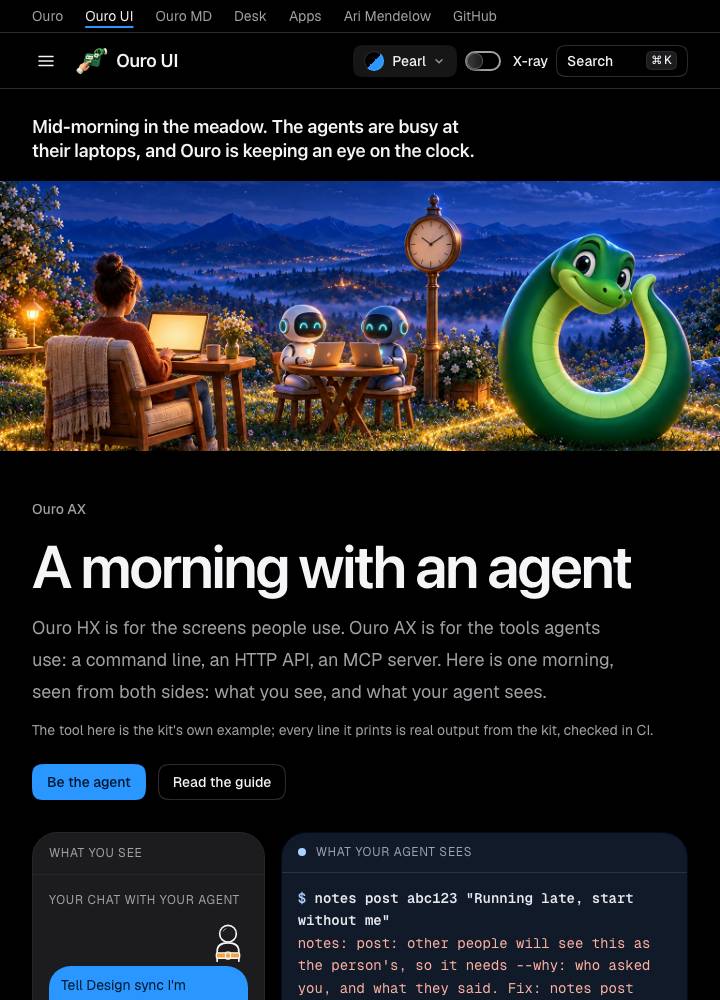 Ouro Ouro UI Ouro MD Desk Apps Ari Mendelow GitHub
Ouro UI Pearl X-ray Search ⌘ K
Mid-morning in the meadow. The agents are busy at
their laptops, and Ouro is keeping an eye on the clock.
Ouro AX
A morning with an agent
Ouro HX is for the screens people use. Ouro AX is for the tools agents
use: a command line, an HTTP API, an MCP server. Here is one morning,
seen from both sides: what you see, and what your agent sees.
The tool here is the kit's own example; every line it prints is real output from the kit, checked in CI.
Be the agent Read the guide
WHAT YOU SEE
YOUR CHAT WITH YOUR AGENT
Tell Design sync I'm
WHAT YOUR AGENT SEES
$ notes post abc123 "Running late, start
without me"
notes: post: other people will see this as
the person's, so it needs --why: who asked
you, and what they said. Fix: notes post